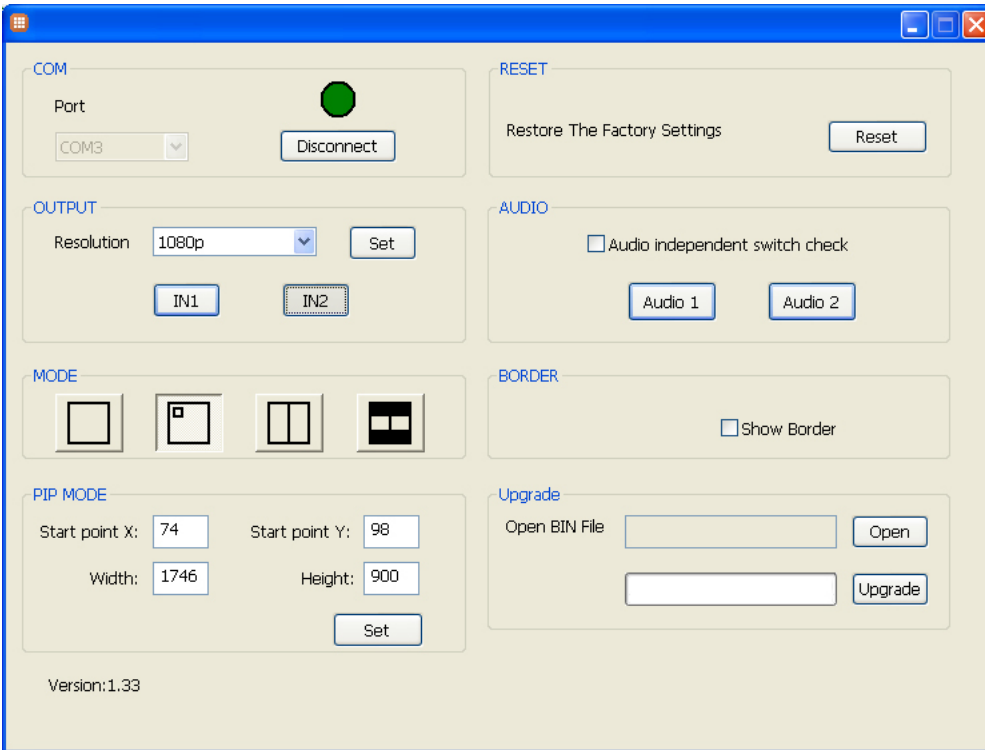 COM
Port
COM3
Disconnect
RESET
Restore The Factory Settings
Reset
OUTPUT
Resolution 1080p Set
IN1 IN2
AUDIO
Audio independent switch check
Audio 1 Audio 2
MODE
BORDER
Show Border
PIP MODE
Start point X: 74 Start point Y: 98
Width: 1746 Height: 900
Set
Upgrade
Open BIN File Open
Upgrade
Version:1.33